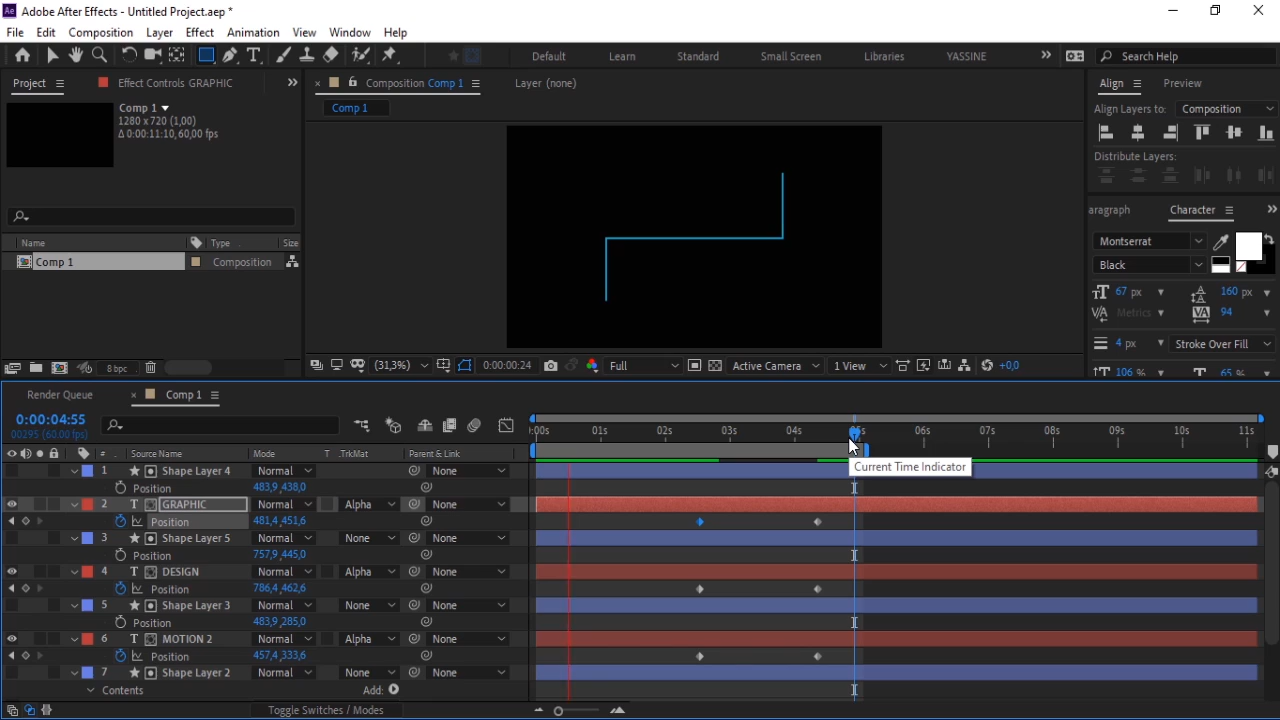 Ae Adobe After Effects - Untitled Project.aep *
File Edit Composition Layer Effect Animation View Window Help
T Default Learn Standard Small Screen Libraries YASSINE Search Help
Project Effect Controls GRAPHIC Composition Comp 1 Layer (none) Align Preview
Comp 1
1280 x 720 (1,00)
Δ 0:00:11:10, 60,00 fps
Comp 1
Align Layers to: Composition
Distribute Layers:
aragraph Character
Name Type Size
Comp 1 Composition
Montserrat
Black
67 px 160 px
Metrics 94
4 px Stroke Over Fill
106 % 65 %
8 bpc
(31,3%) 0:00:00:24 Full Active Camera 1 View +0,0
Render Queue Comp 1
0:00:04:55
00295 (60.00 fps)
:00s 01s 02s 03s 04s 05s 06s 07s 08s 09s 10s 11s
# Source Name Mode T .TrkMat Parent & Link
Current Time Indicator
1 Shape Layer 4 Normal None
Position 483,9,438,0
2 T GRAPHIC Normal Alpha None
Position 481,4,451,6
3 Shape Layer 5 Normal None None
Position 757,9,445,0
4 T DESIGN Normal Alpha None
Position 786,4,462,6
5 Shape Layer 3 Normal None None
Position 483,9,285,0
6 T MOTION 2 Normal Alpha None
Position 457,4,333,6
7 Shape Layer 2 Normal None None
Contents Add:
Toggle Switches / Modes